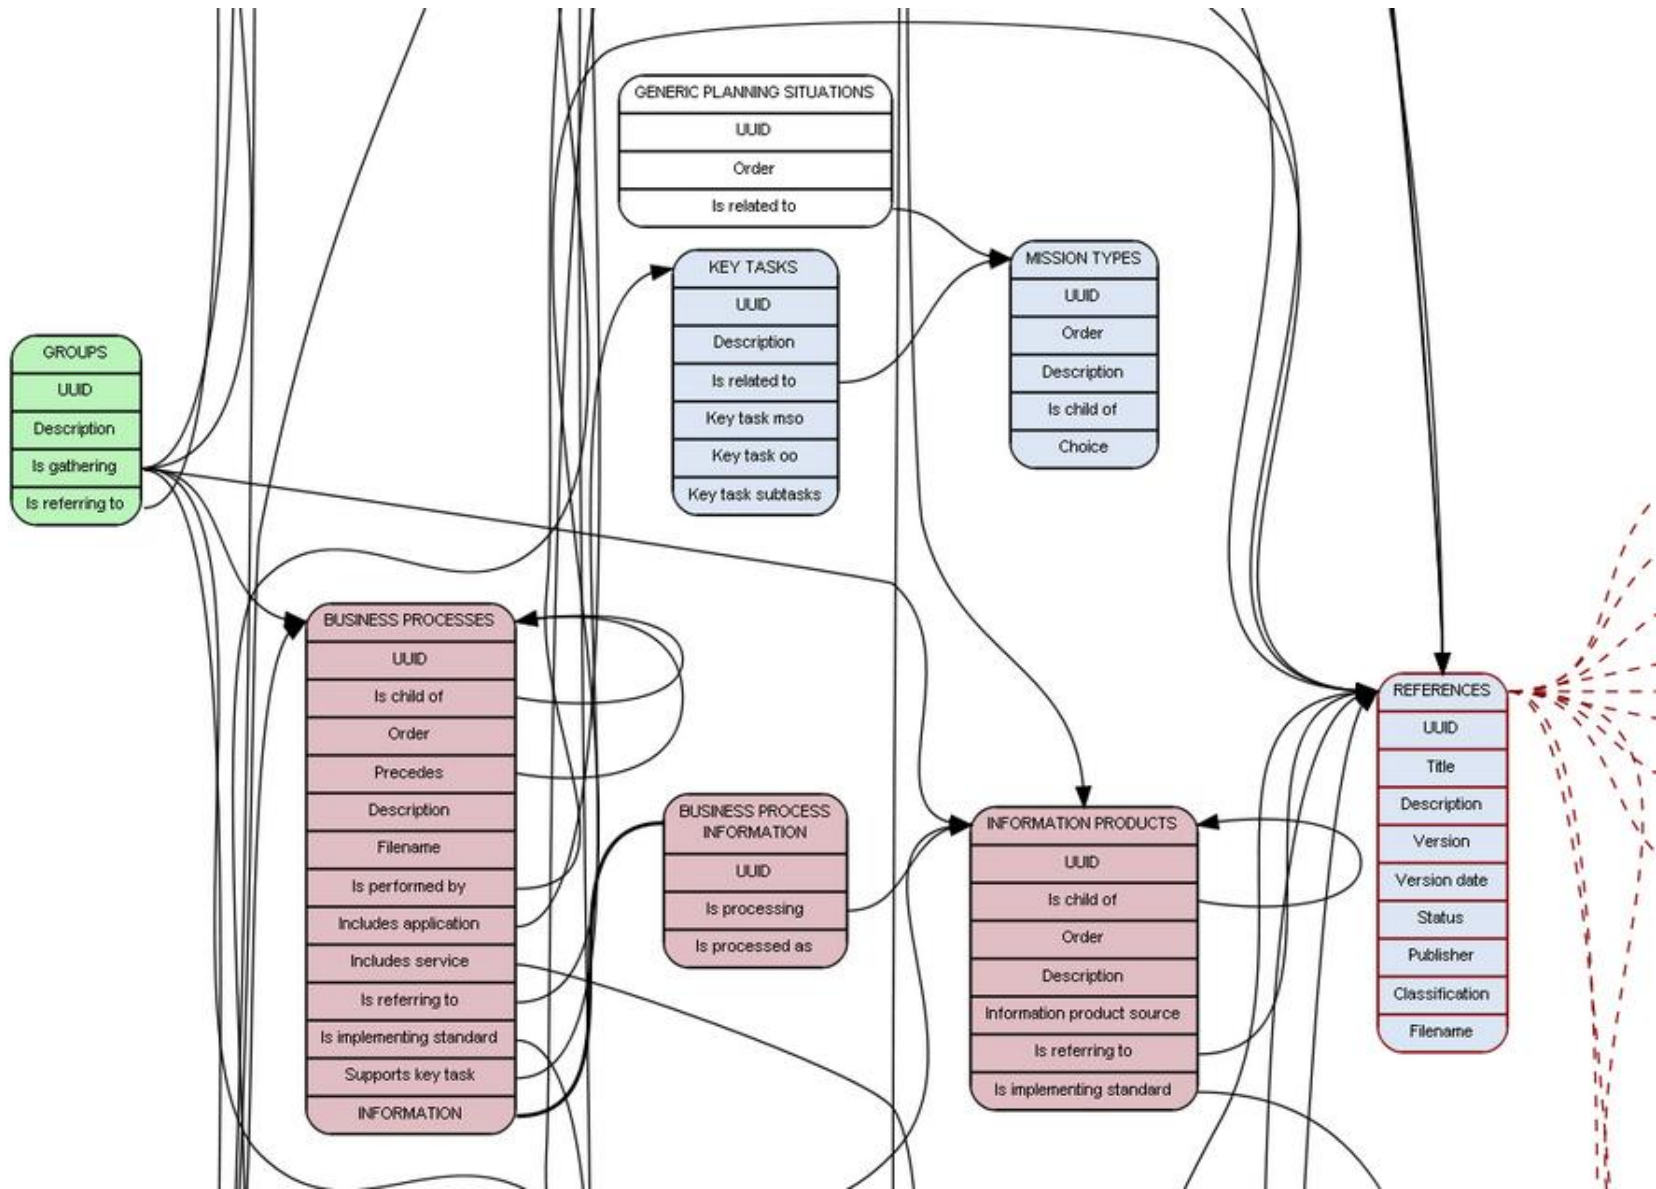 GENERIC PLANNING SITUATIONS
UUID
Order
Is related to
KEY TASKS
UUID
Description
Is related to
Key task mso
Key task oo
Key task subtasks
MISSION TYPES
UUID
Order
Description
Is child of
Choice
GROUPS
UUID
Description
Is gathering
Is referring to
BUSINESS PROCESSES
UUID
Is child of
Order
Precedes
Description
Filename
Is performed by
Includes application
Includes service
Is referring to
Is implementing standard
Supports key task
INFORMATION
BUSINESS PROCESS
INFORMATION
UUID
Is processing
Is processed as
INFORMATION PRODUCTS
UUID
Is child of
Order
Description
Information product source
Is referring to
Is implementing standard
REFERENCES
UUID
Title
Description
Version
Version date
Status
Publisher
Classification
Filename